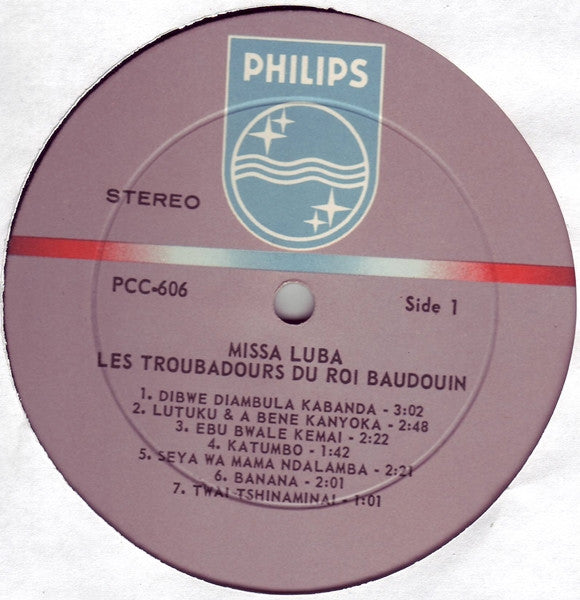 PHILIPS
STEREO
PCC-606
Side 1
MISSA LUBA
LES TROUBADOURS DU ROI BAUDOUIN
1. DIBWE DIAMBULA KABANDA - 3:02
2. LUTUKU & A BENE KANYOKA - 2:48
3. EBU BWALE KEMAI - 2:22
4. KATUMBO - 1:42
5. SEYA WA MAMA NDALAMBA - 2:21
6. BANANA - 2:01
7. TWAI TSHINAMINAI - 1:01